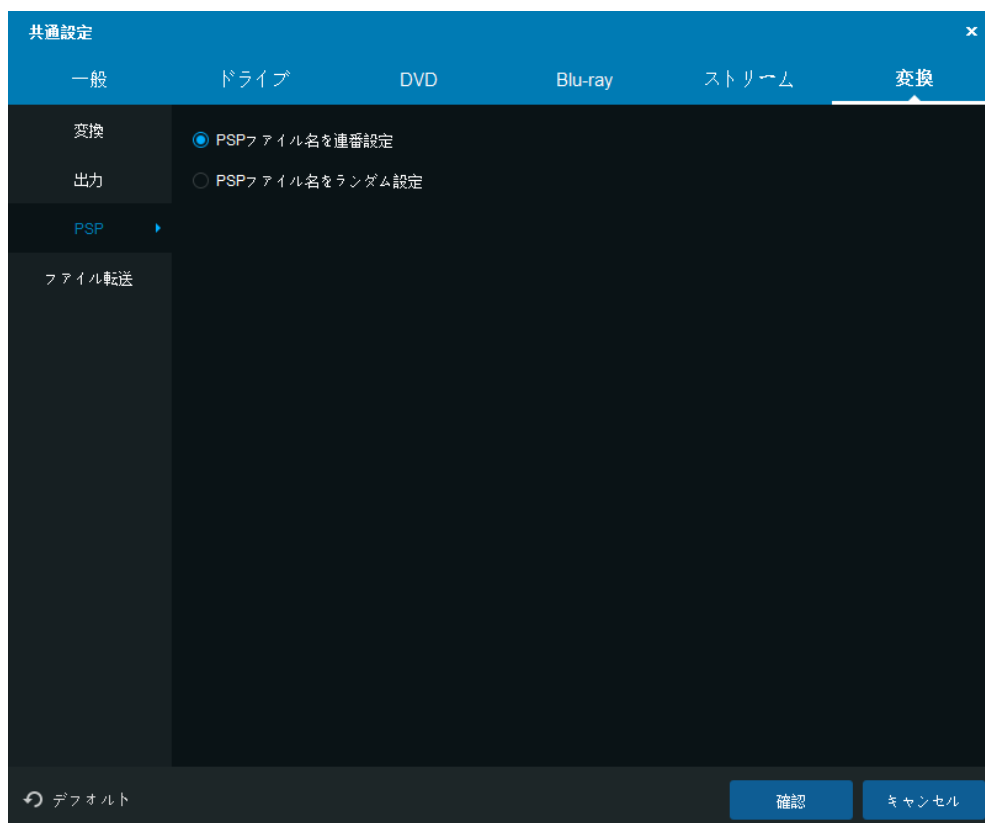 共通設定
一般 ドライブ DVD Blu-ray ストリーム 変換
変換
出力
PSP
ファイル転送
PSPファイル名を連番設定
PSPファイル名をランダム設定
デフォルト
確認 キャンセル